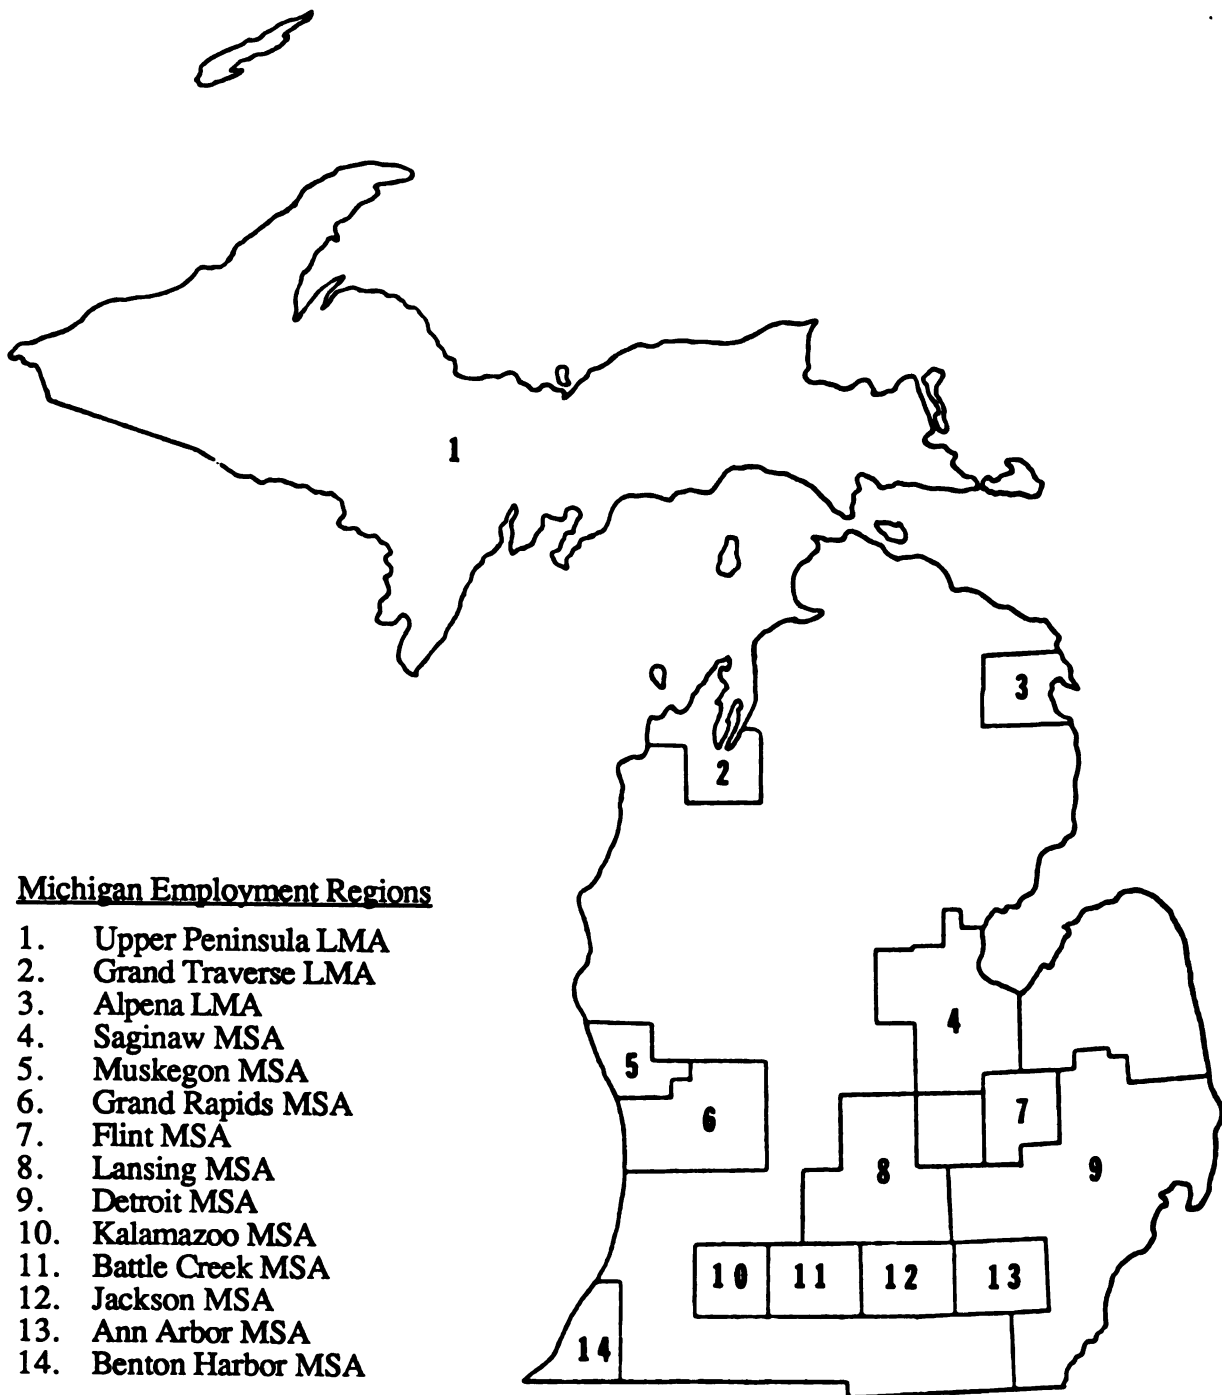 1
3
2
4
5
6
7
8
9
10 11 12 13
14
Michigan Employment Regions
1. Upper Peninsula LMA
2. Grand Traverse LMA
3. Alpena LMA
4. Saginaw MSA
5. Muskegon MSA
6. Grand Rapids MSA
7. Flint MSA
8. Lansing MSA
9. Detroit MSA
10. Kalamazoo MSA
11. Battle Creek MSA
12. Jackson MSA
13. Ann Arbor MSA
14. Benton Harbor MSA